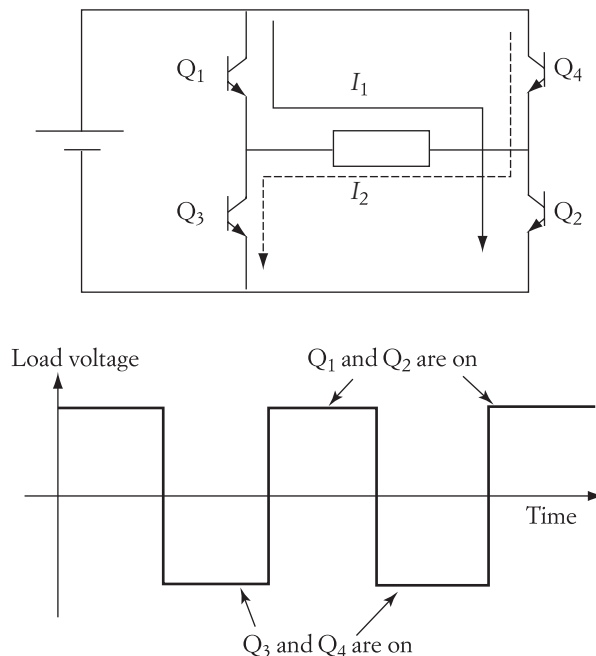 Q1
Q4
I1
I2
Q3
Q2
Load voltage
Q1 and Q2 are on
Time
Q3 and Q4 are on